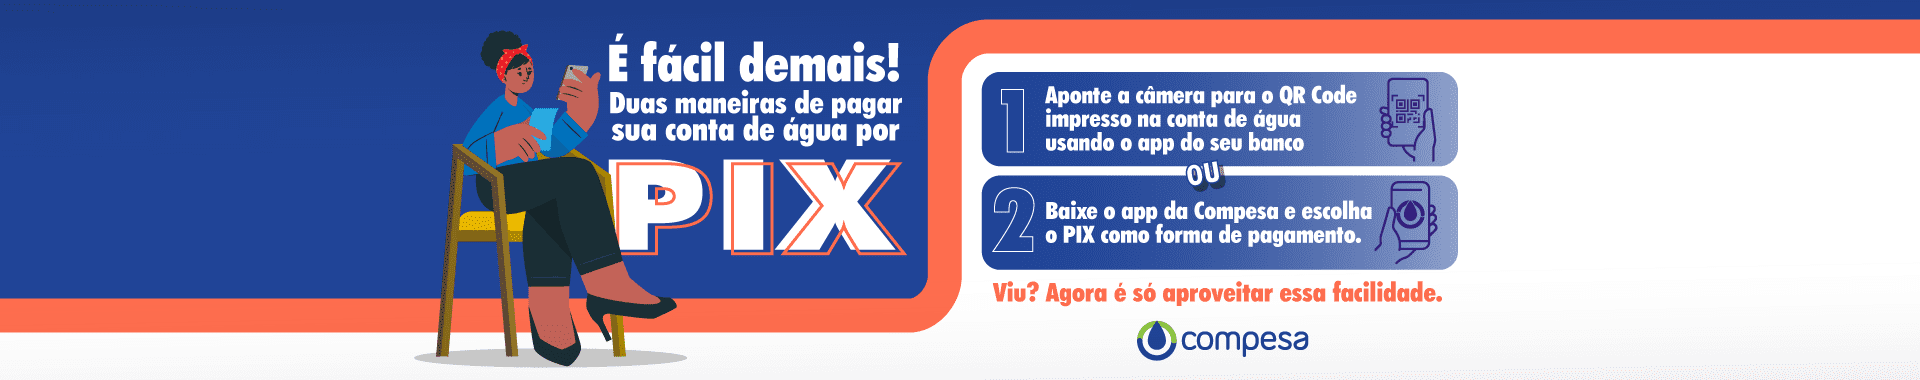 É fácil demais!
Duas maneiras de pagar
sua conta de água por
PIX
1
Aponte a câmera para o QR Code
impresso na conta de água
usando o app do seu banco
OU
2
Baixe o app da Compesa e escolha
o PIX como forma de pagamento.
Viu? Agora é só aproveitar essa facilidade.
compesa